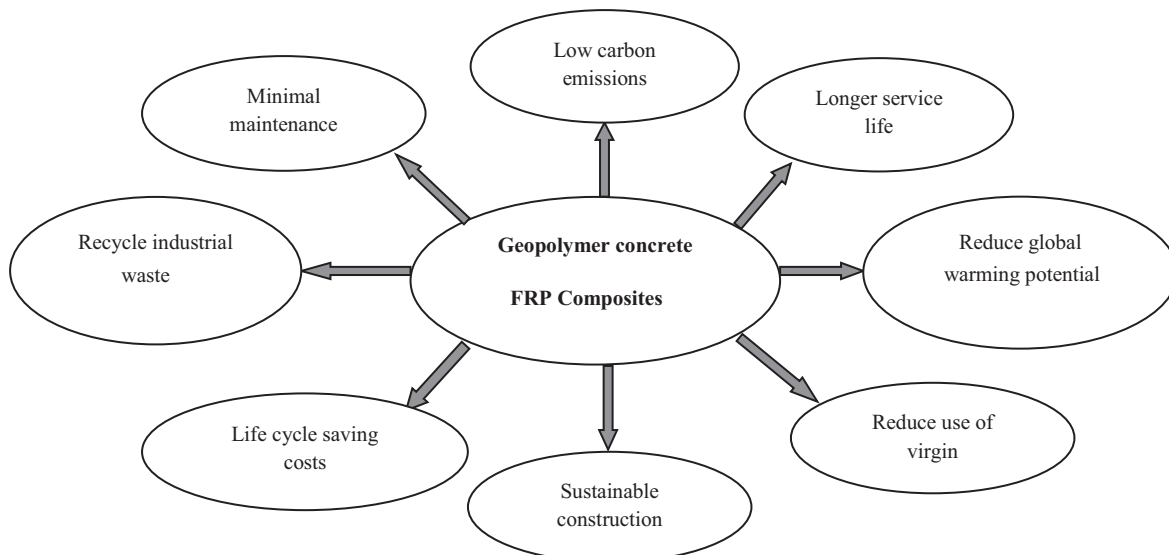 Low carbon
emissions
Minimal
maintenance
Longer service
life
Recycle industrial
waste
Geopolymer concrete
FRP Composites
Reduce global
warming potential
Life cycle saving
costs
Reduce use of
virgin
Sustainable
construction